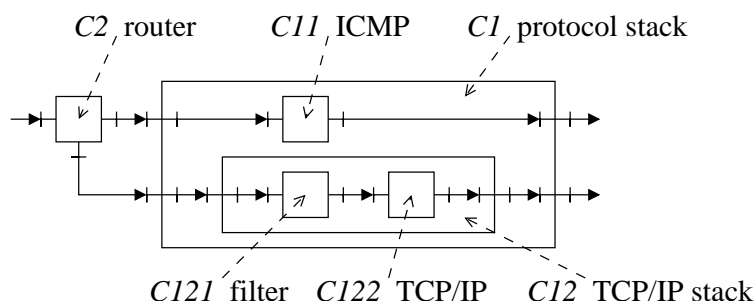 C2 router C11 ICMP C1 protocol stack
C121 filter C122 TCP/IP C12 TCP/IP stack